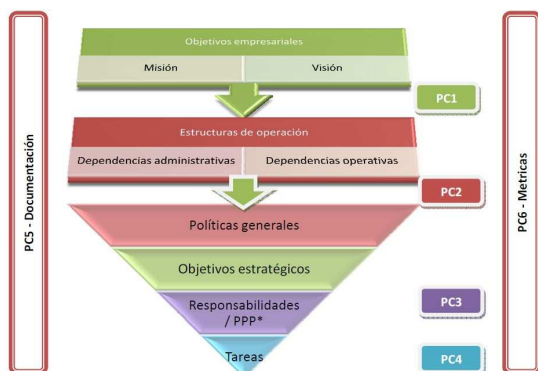 PC5 - Documentación
Objetivos empresariales
Misión
Visión
PC1
Estructuras de operación
Dependencias administrativas
Dependencias operativas
PC2
Políticas generales
Objetivos estratégicos
Responsabilidades
/ PPP*
PC3
Tareas
PC4
PC6 - Metricas